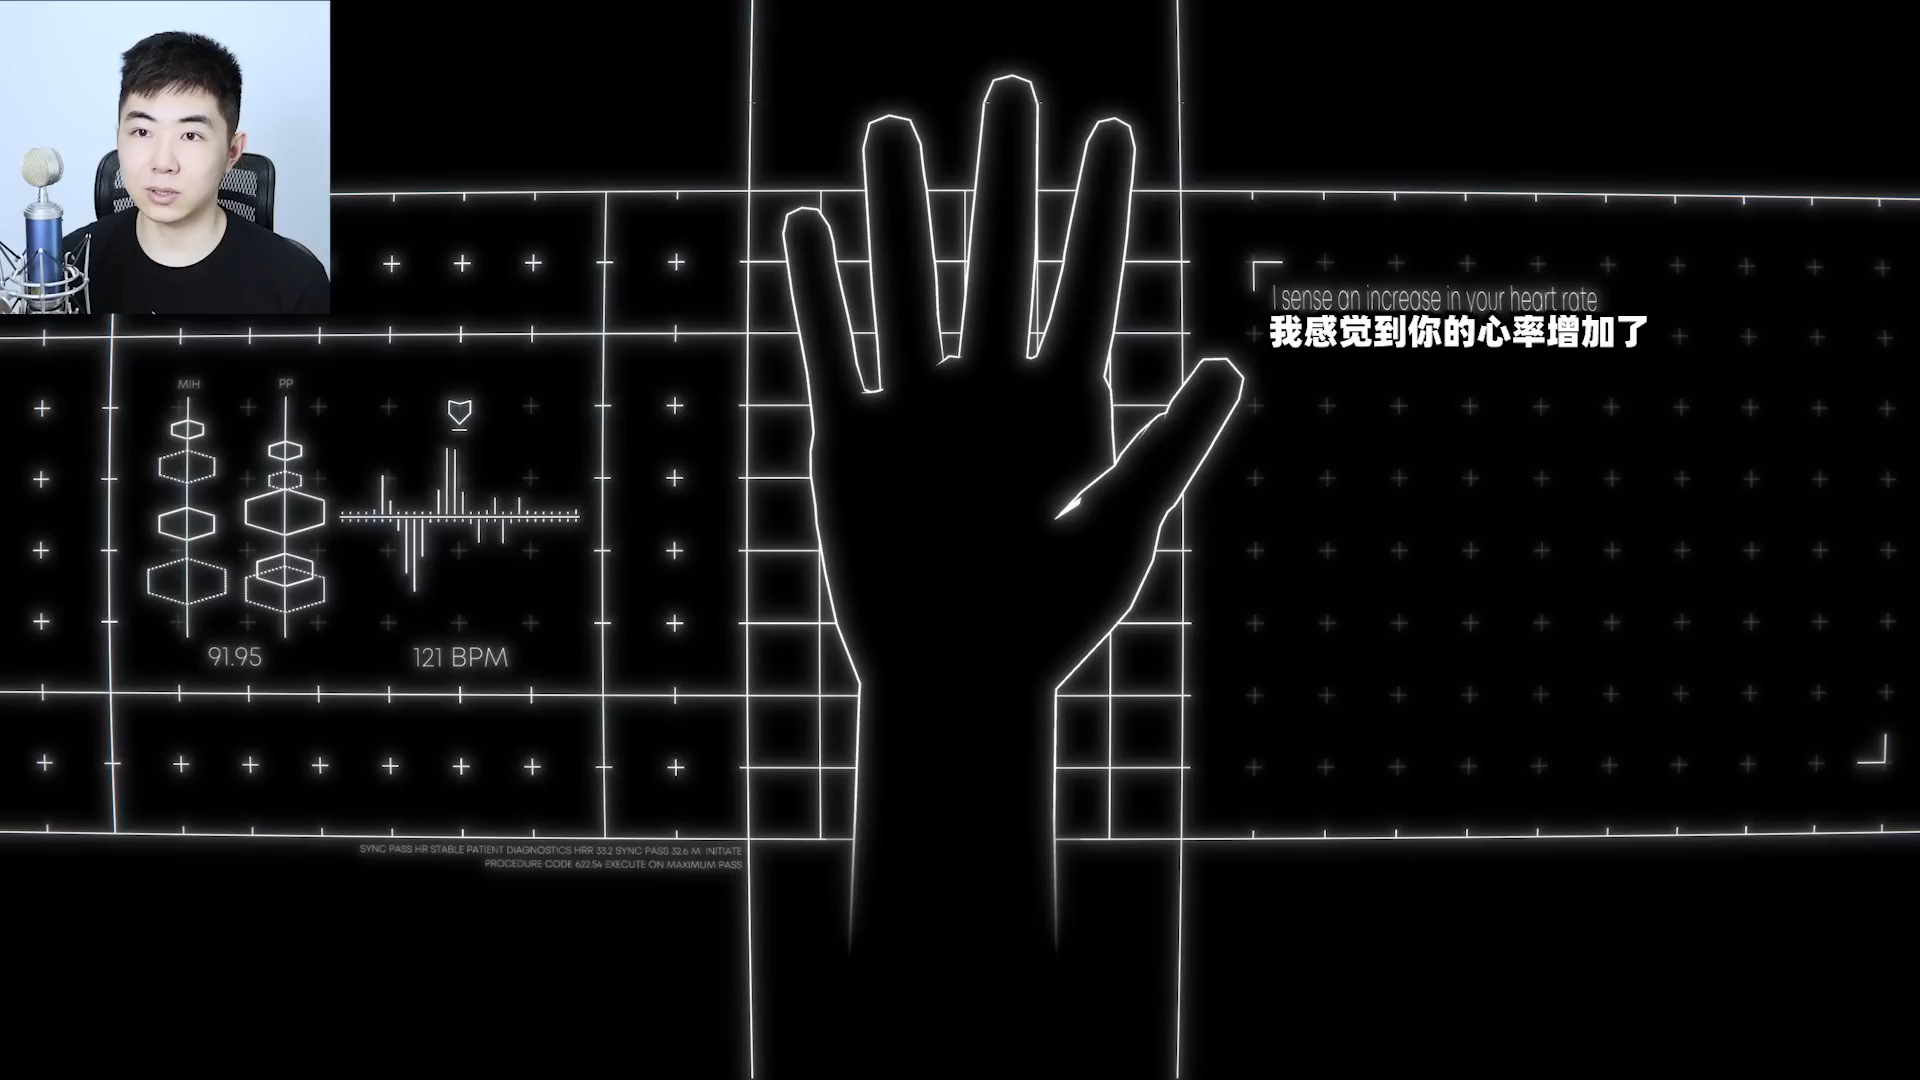 I sense an increase in your heart rate
我感觉到你的心率增加了
MIH
PP
91.95
121 BPM
SYNC PASS HR STABLE PATIENT DIAGNOSTICS HRR 33.2 SYNC PASS 32.6 M: INITIATE
PROCEDURE CODE 622.54 EXECUTE ON MAXIMUM PASS